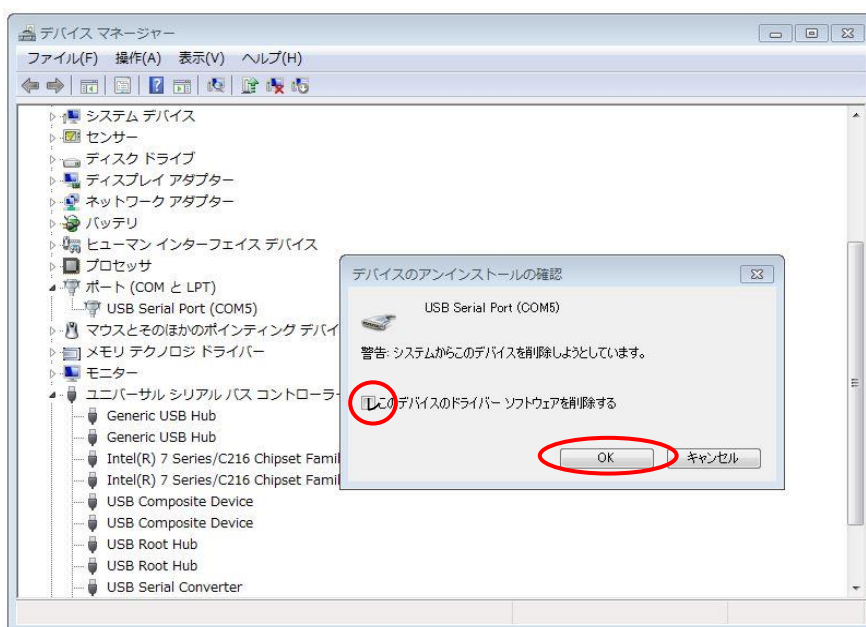 デバイス マネージャー
ファイル(F) 操作(A) 表示(V) ヘルプ(H)
システム デバイス
センサー
ディスク ドライブ
ディスプレイ アダプター
ネットワーク アダプター
バッテリ
ヒューマン インターフェイス デバイス
プロセッサ
ポート (COM と LPT)
USB Serial Port (COM5)
マウスとそのほかのポインティング デバイ
メモリ テクノロジ ドライバー
モニター
ユニバーサル シリアル バス コントローラー
Generic USB Hub
Generic USB Hub
Intel(R) 7 Series/C216 Chipset Famil
Intel(R) 7 Series/C216 Chipset Famil
USB Composite Device
USB Composite Device
USB Root Hub
USB Root Hub
USB Serial Converter
デバイスのアンインストールの確認
USB Serial Port (COM5)
警告: システムからこのデバイスを削除しようとしています。
このデバイスのドライバー ソフトウェアを削除する
OK キャンセル